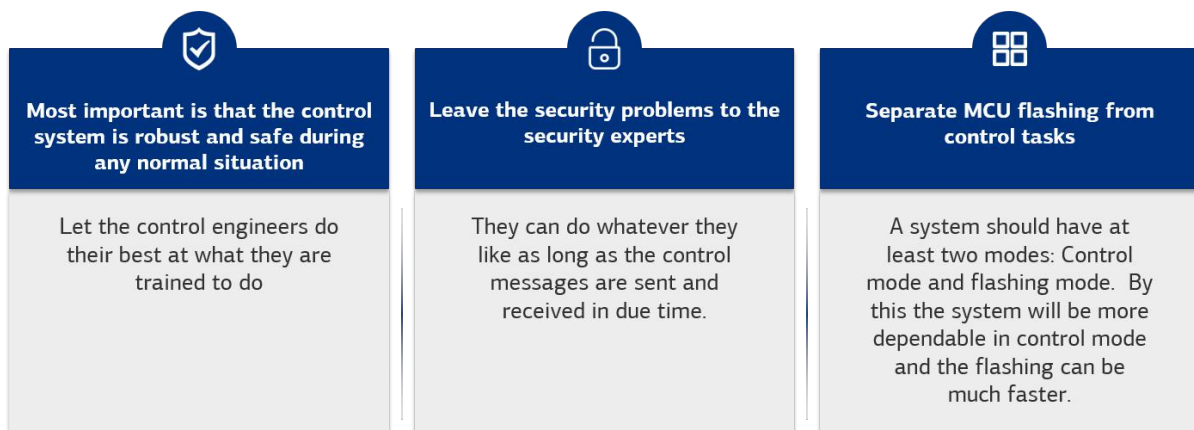 Most important is that the control
system is robust and safe during
any normal situation
Let the control engineers do
their best at what they are
trained to do
Leave the security problems to the
security experts
They can do whatever they
like as long as the control
messages are sent and
received in due time.
Separate MCU flashing from
control tasks
A system should have at
least two modes: Control
mode and flashing mode.  By
this the system will be more
dependable in control mode
and the flashing can be
much faster.